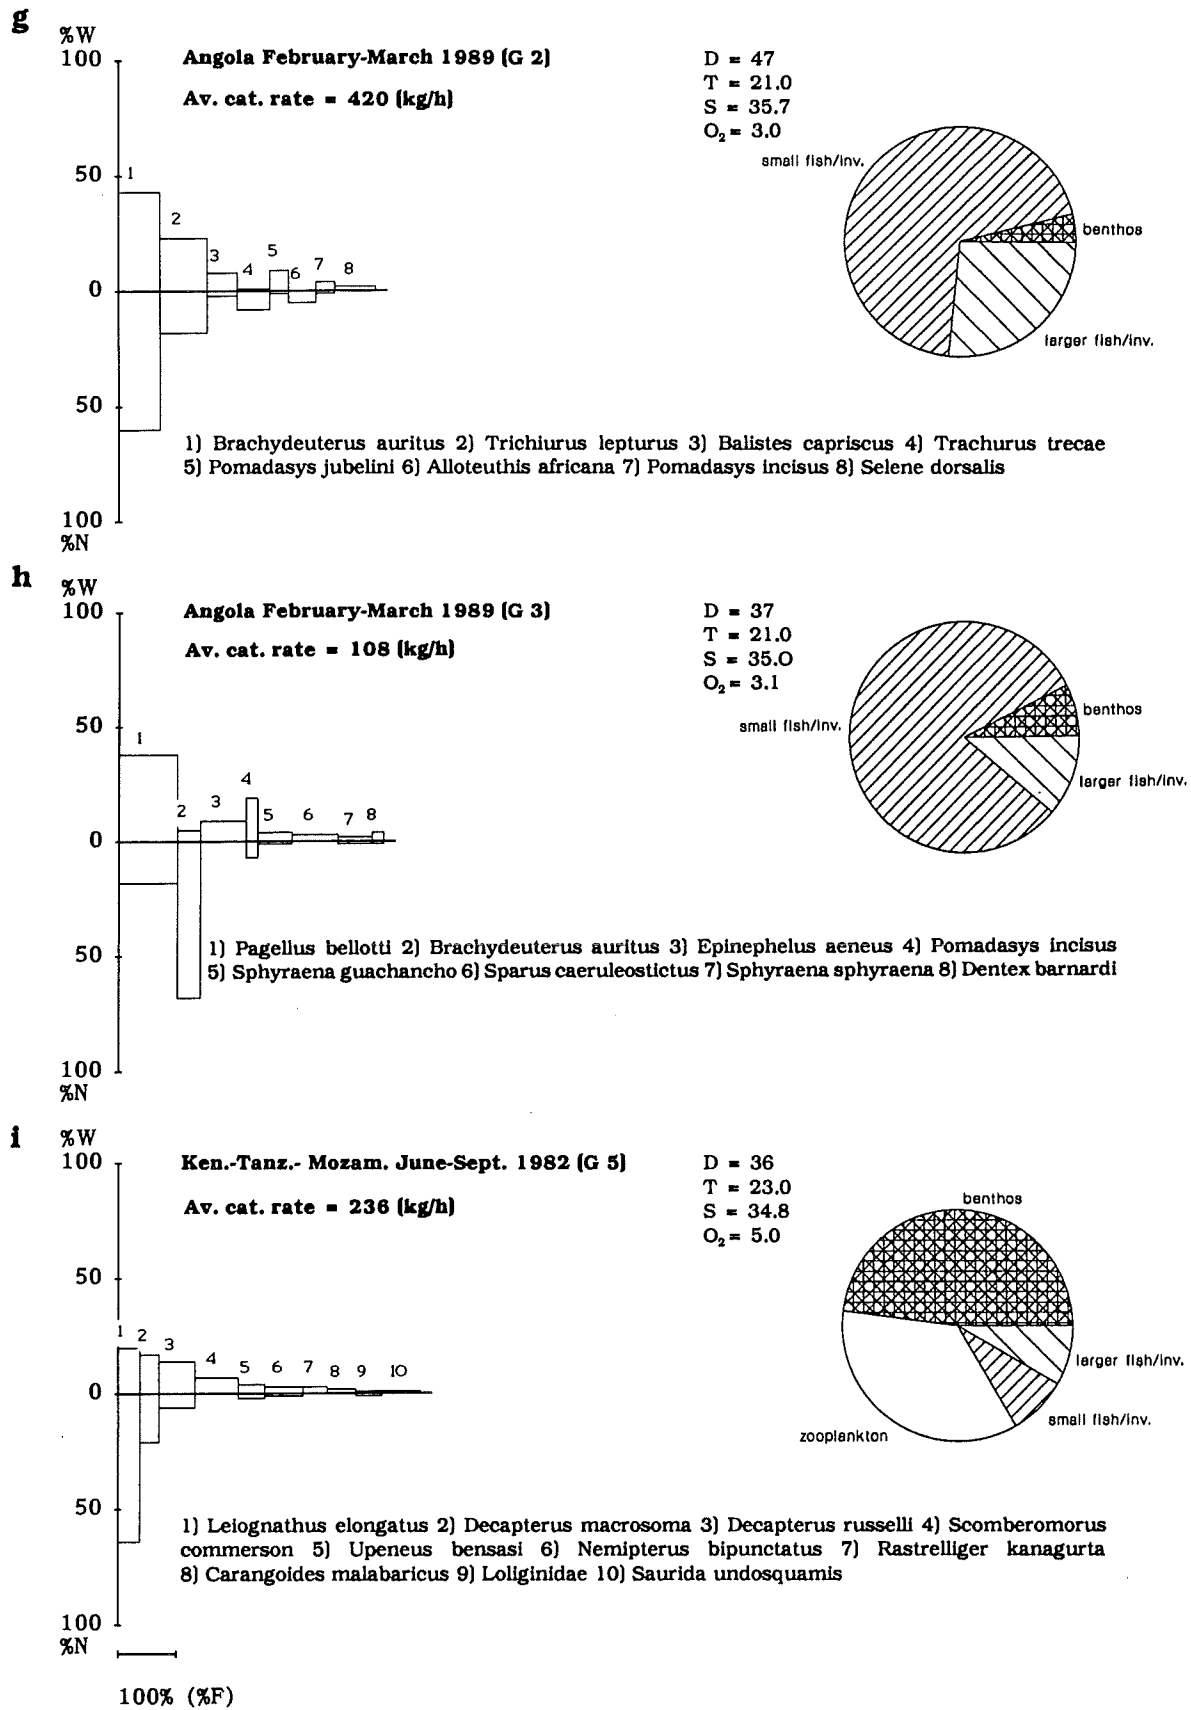 g
%W
100
Angola February-March 1989 (G 2)
Av. cat. rate = 420 (kg/h)
D = 47
T = 21.0
S = 35.7
O₂ = 3.0
small fish/inv.
benthos
larger fish/inv.
50
1
2
3
4
5
6
7
8
0
50
1) Brachydeuterus auritus 2) Trichiurus lepturus 3) Balistes capriscus 4) Trachurus trecae
5) Pomadasys jubelini 6) Alloteuthis africana 7) Pomadasys incisus 8) Selene dorsalis
100
%N
h
%W
100
Angola February-March 1989 (G 3)
Av. cat. rate = 108 (kg/h)
D = 37
T = 21.0
S = 35.0
O₂ = 3.1
small fish/inv.
benthos
larger fish/inv.
50
1
2
3
4
5
6
7
8
0
50
1) Pagellus bellotti 2) Brachydeuterus auritus 3) Epinephelus aeneus 4) Pomadasys incisus
5) Sphyraena guachancho 6) Sparus caeruleostictus 7) Sphyraena sphyraena 8) Dentex barnardi
100
%N
i
%W
100
Ken.-Tanz.- Mozam. June-Sept. 1982 (G 5)
Av. cat. rate = 236 (kg/h)
D = 36
T = 23.0
S = 34.8
O₂ = 5.0
benthos
larger fish/inv.
small fish/inv.
zooplankton
50
1
2
3
4
5
6
7
8
9
10
0
50
1) Leiognathus elongatus 2) Decapterus macrosoma 3) Decapterus russelli 4) Scomberomorus
commerson 5) Upeneus bensasi 6) Nemipterus bipunctatus 7) Rastrelliger kanagurta
8) Carangoides malabaricus 9) Loliginidae 10) Saurida undosquamis
100
%N
100% (%F)